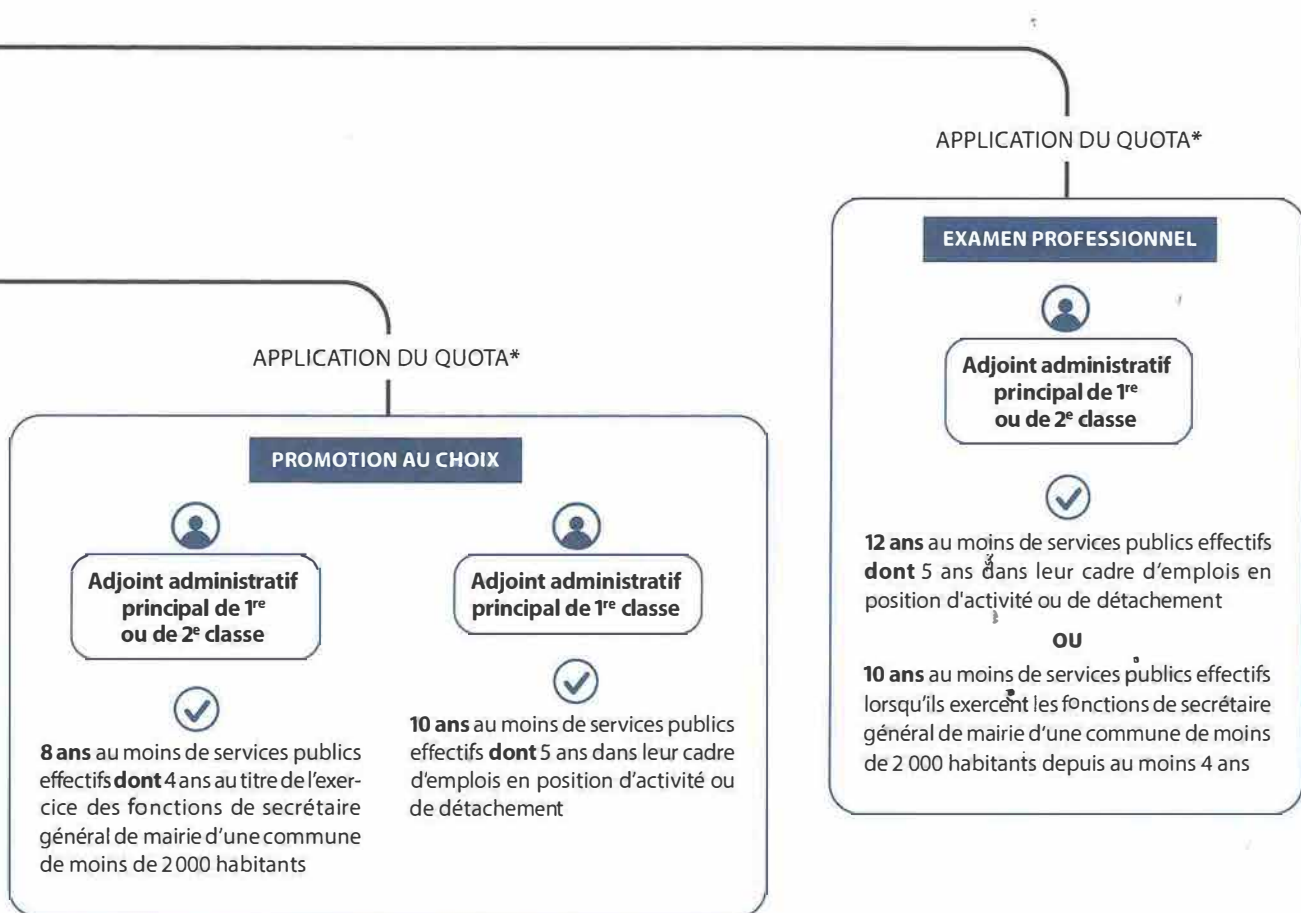 APPLICATION DU QUOTA*
PROMOTION AU CHOIX
Adjoint administratif
principal de 1re
ou de 2e classe
8 ans au moins de services publics
effectifs dont 4 ans au titre de l'exer-
cice des fonctions de secrétaire
général de mairie d'une commune
de moins de 2 000 habitants
Adjoint administratif
principal de 1re classe
10 ans au moins de services publics
effectifs dont 5 ans dans leur cadre
d'emplois en position d'activité ou
de détachement
APPLICATION DU QUOTA*
EXAMEN PROFESSIONNEL
Adjoint administratif
principal de 1re
ou de 2e classe
12 ans au moins de services publics effectifs
dont 5 ans dans leur cadre d'emplois en
position d'activité ou de détachement
OU
10 ans au moins de services publics effectifs
lorsqu'ils exercent les fonctions de secrétaire
général de mairie d'une commune de moins
de 2 000 habitants depuis au moins 4 ans